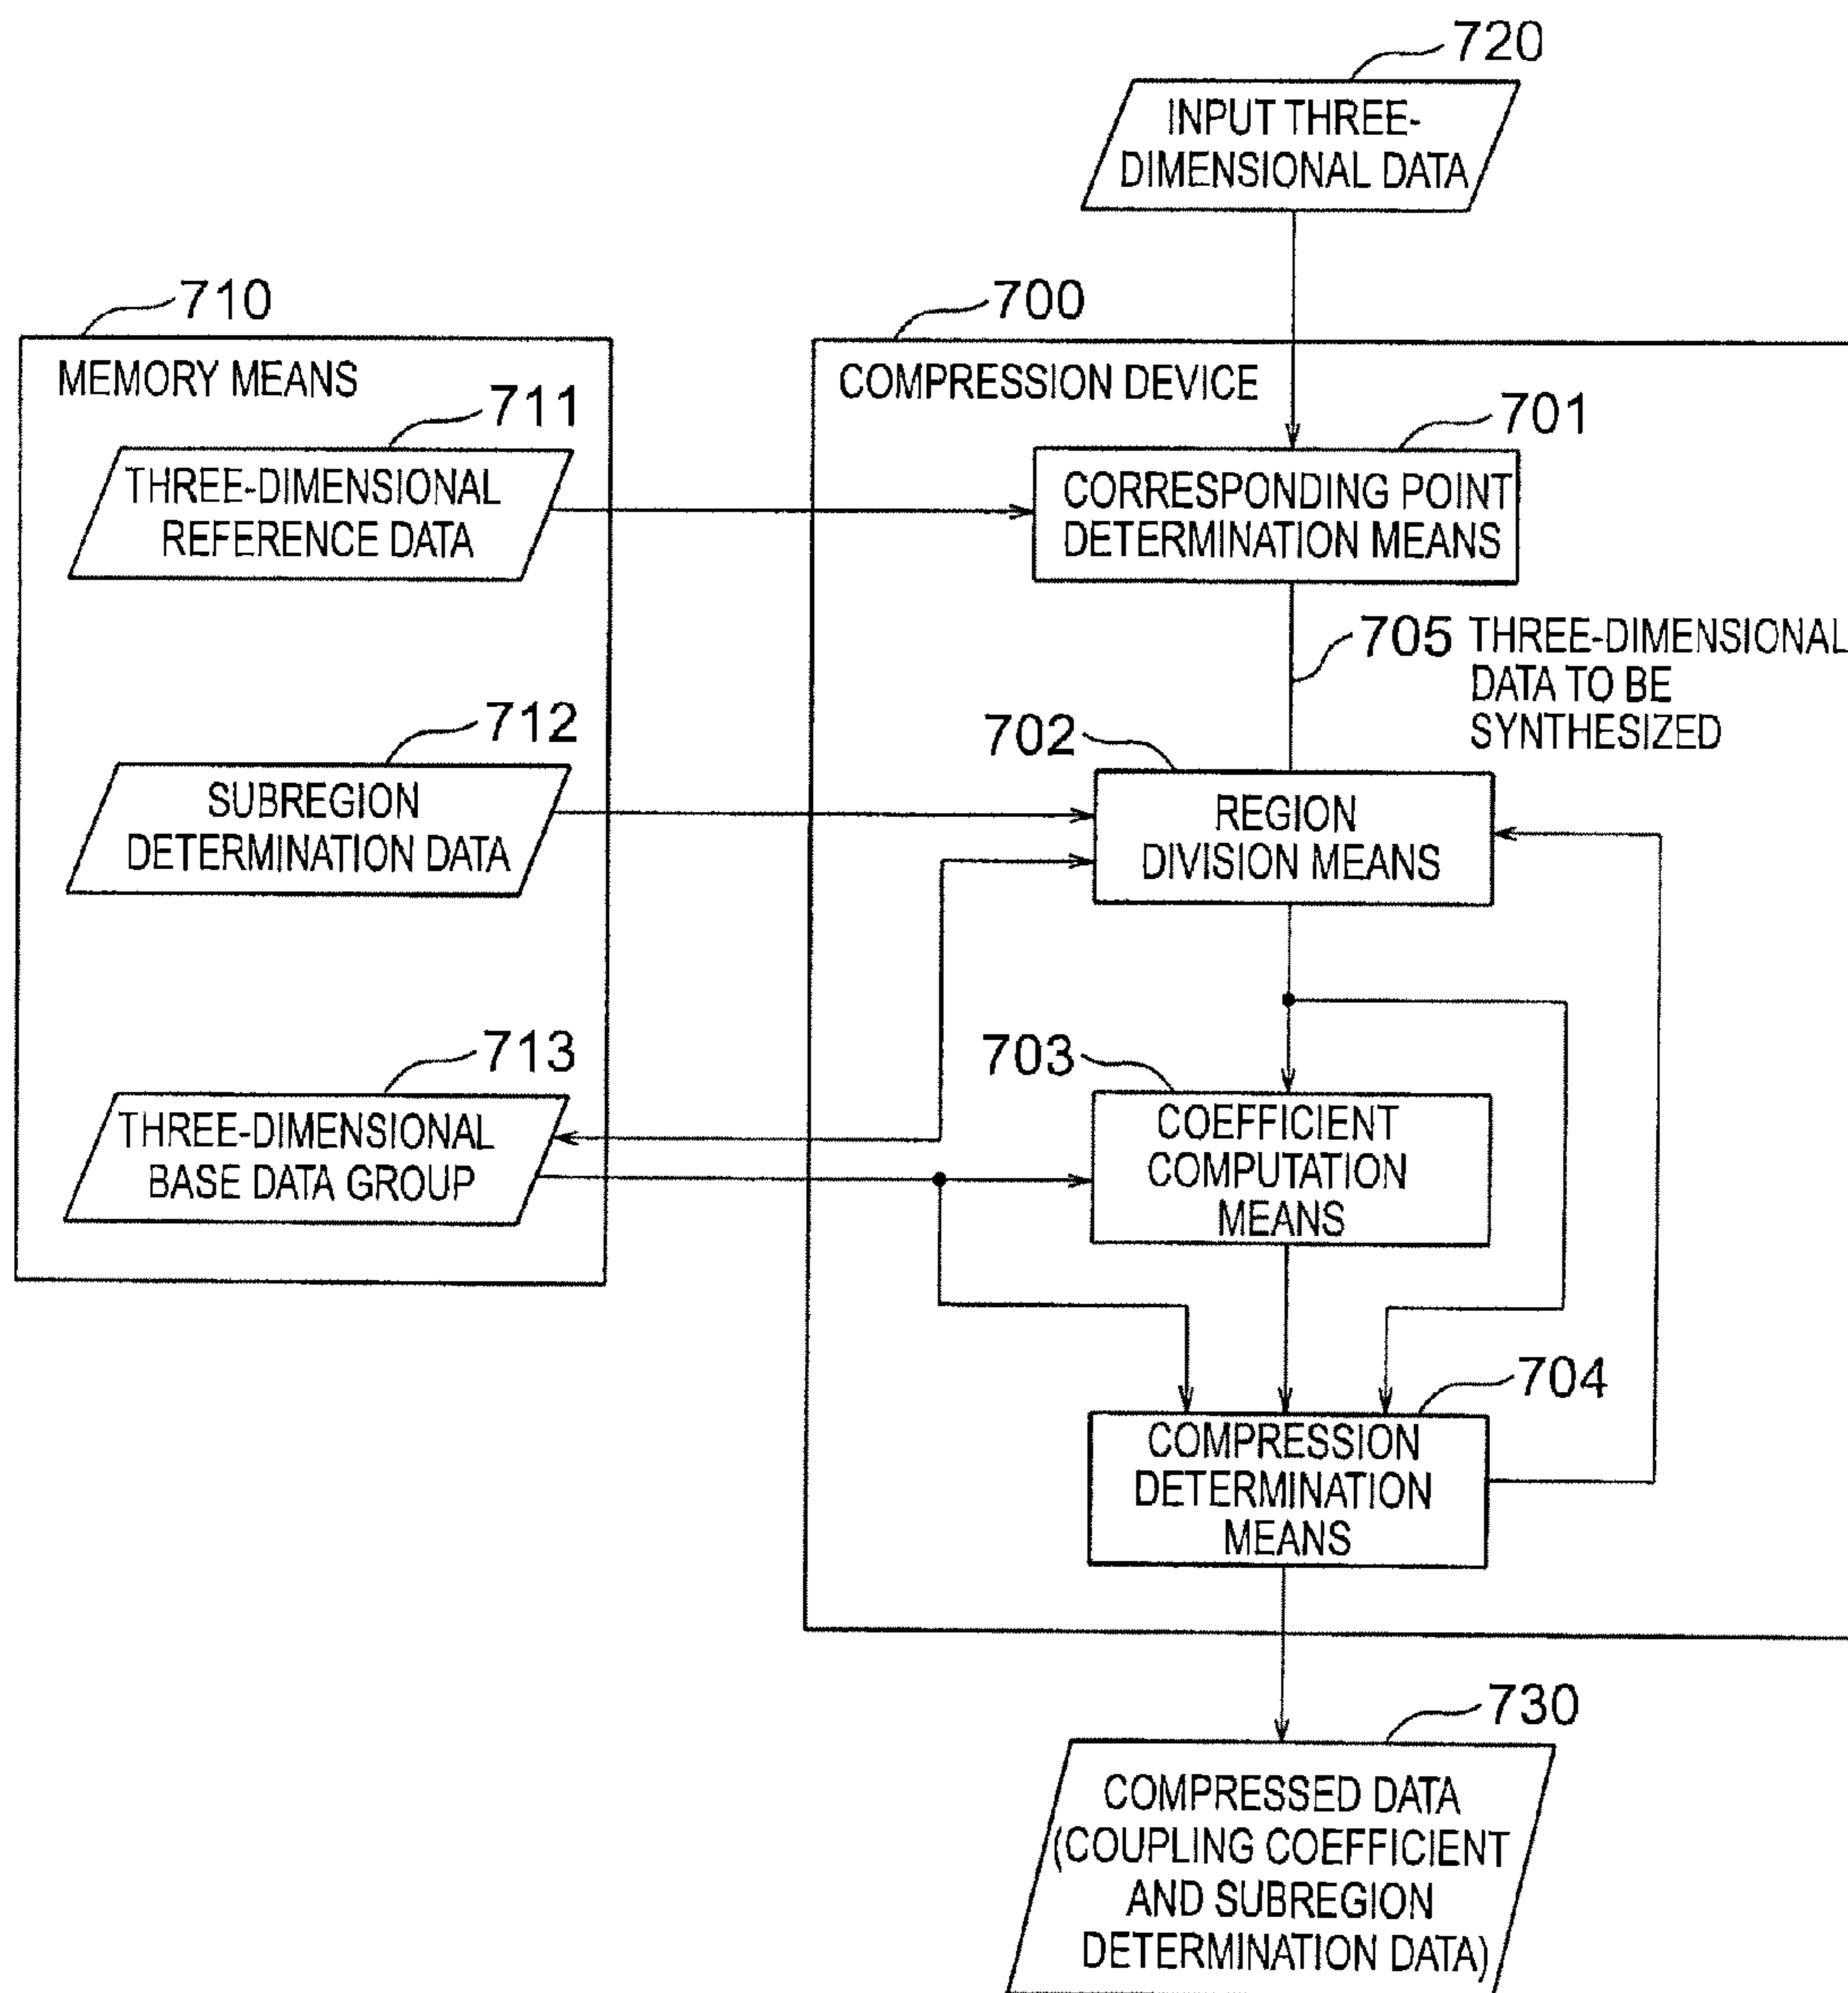 720
INPUT THREE-
DIMENSIONAL DATA
710
MEMORY MEANS
711
THREE-DIMENSIONAL
REFERENCE DATA
712
SUBREGION
DETERMINATION DATA
713
THREE-DIMENSIONAL
BASE DATA GROUP
700
COMPRESSION DEVICE
701
CORRESPONDING POINT
DETERMINATION MEANS
705 THREE-DIMENSIONAL
DATA TO BE
SYNTHESIZED
702
REGION
DIVISION MEANS
703
COEFFICIENT
COMPUTATION
MEANS
704
COMPRESSION
DETERMINATION
MEANS
730
COMPRESSED DATA
(COUPLING COEFFICIENT
AND SUBREGION
DETERMINATION DATA)